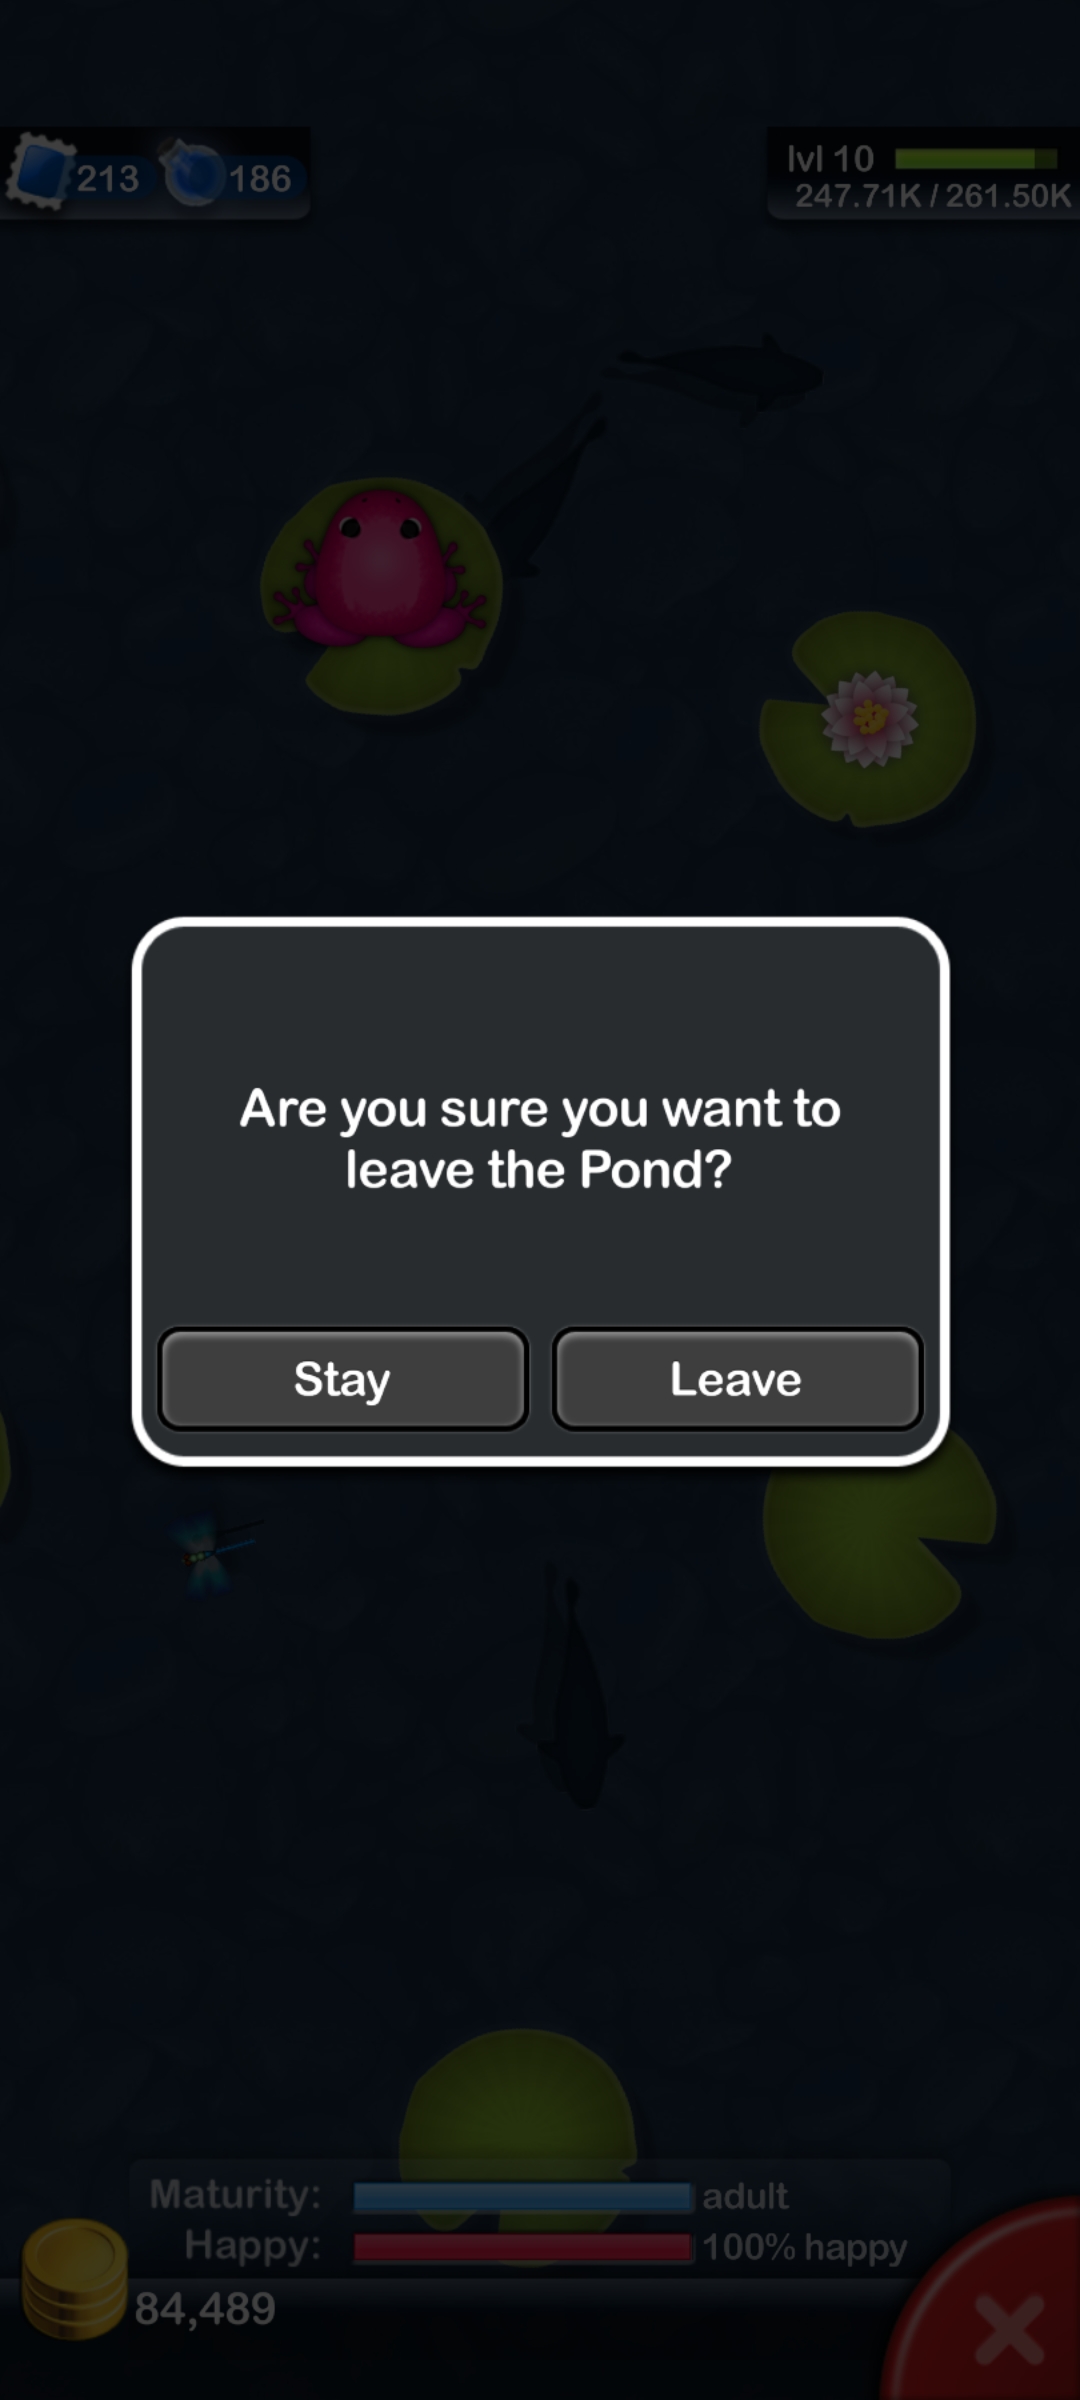 213 186
lvl 10
247.71K / 261.50K
Are you sure you want to
leave the Pond?
Stay Leave
Maturity: adult
Happy: 100% happy
84,489